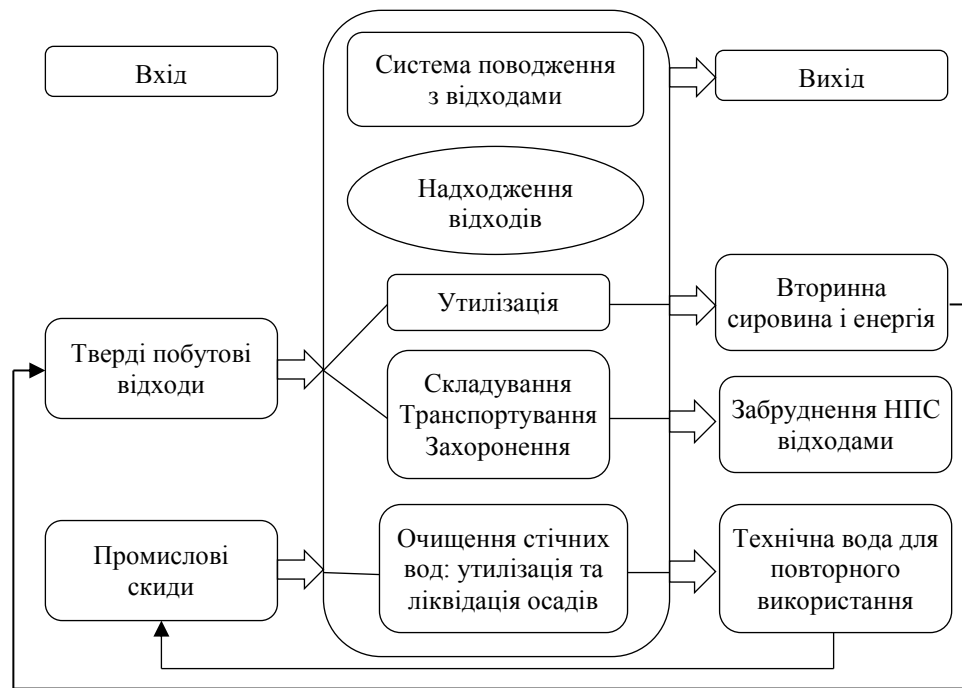 Вхід
Система поводження
з відходами
Вихід
Надходження
відходів
Утилізація
Вторинна
сировина і енергія
Тверді побутові
відходи
Складування
Транспортування
Захоронення
Забруднення НПС
відходами
Промислові
скиди
Очищення стічних
вод: утилізація та
ліквідація осадів
Технічна вода для
повторного
використання